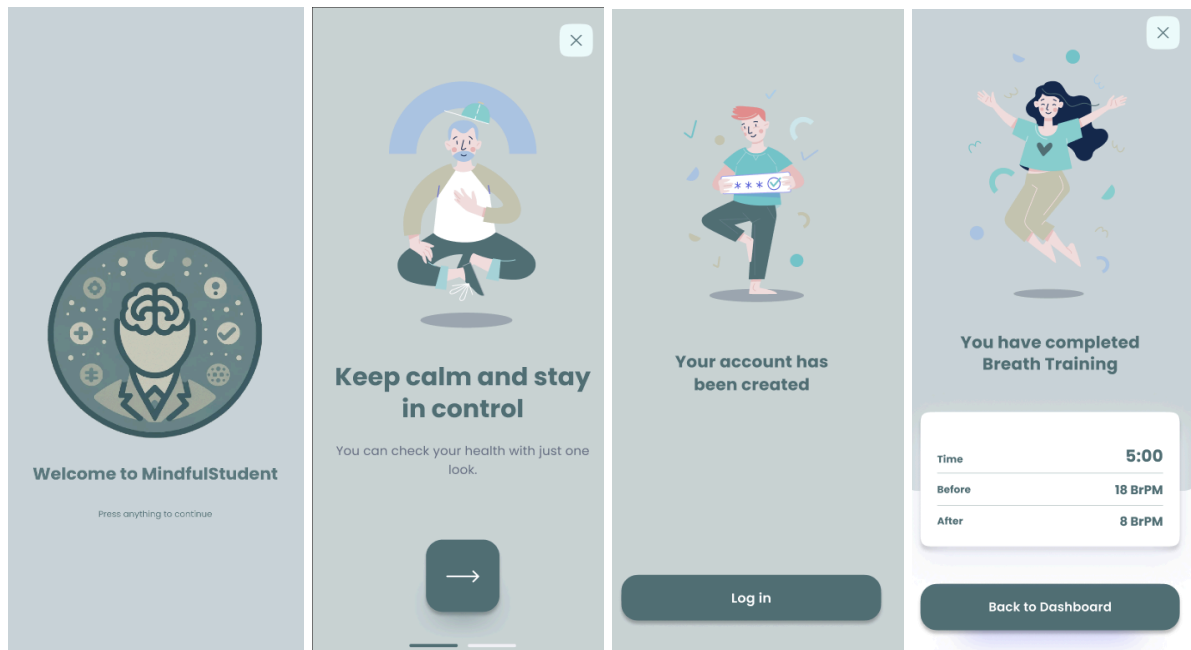 Welcome to MindfulStudent
Press anything to continue
Keep calm and stay
in control
You can check your health with just one
look.
* * *
Your account has
been created
Log in
You have completed
Breath Training
Time 5:00
Before 18 BrPM
After 8 BrPM
Back to Dashboard